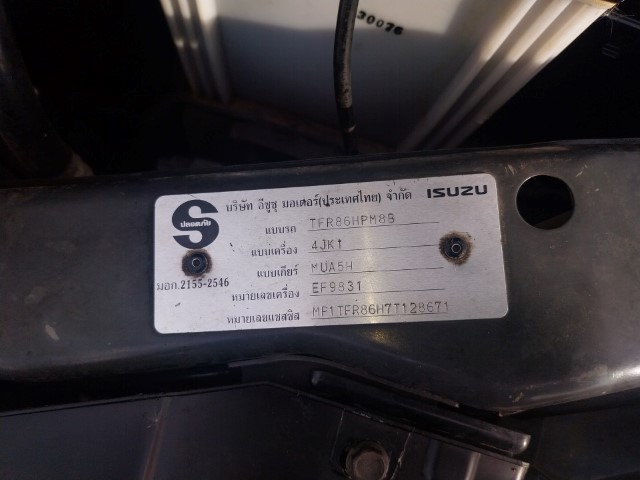 30076
บริษัท อีซูซุ มอเตอร์(ประเทศไทย) จำกัด ISUZU
S
ปลอดภัย
แบบรถ TFR86HPM8B
แบบเครื่อง 4JK1
แบบเกียร์ MUA5H
มอก.2155-2546
หมายเลขเครื่อง EF9831
หมายเลขแชสซิส MP1TFR86H7T128671